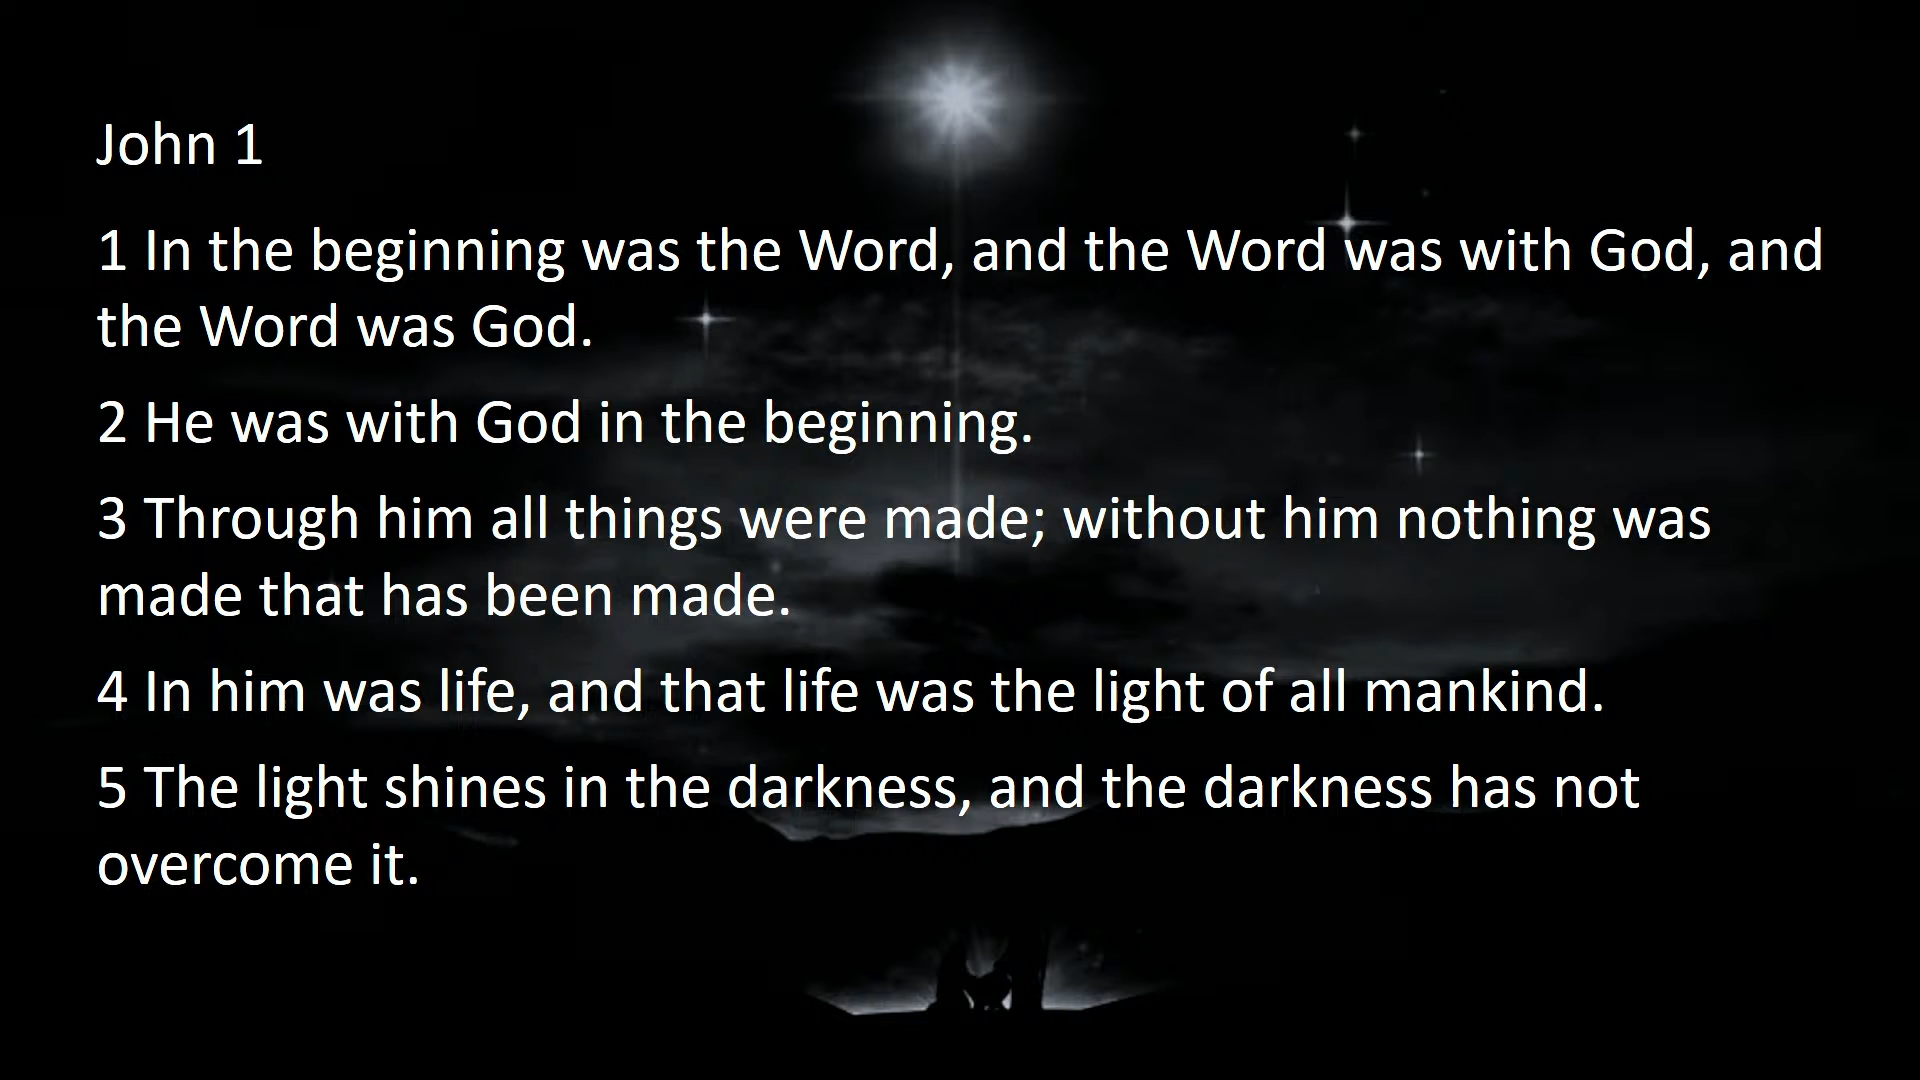 John 1
1 In the beginning was the Word, and the Word was with God, and
the Word was God.
2 He was with God in the beginning.
3 Through him all things were made; without him nothing was
made that has been made.
4 In him was life, and that life was the light of all mankind.
5 The light shines in the darkness, and the darkness has not
overcome it.